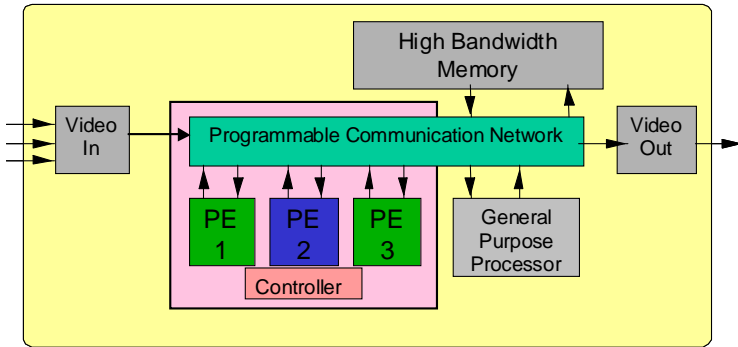 High Bandwidth
Memory
Video
In
Programmable Communication Network
Video
Out
PE
1
PE
2
PE
3
General
Purpose
Processor
Controller